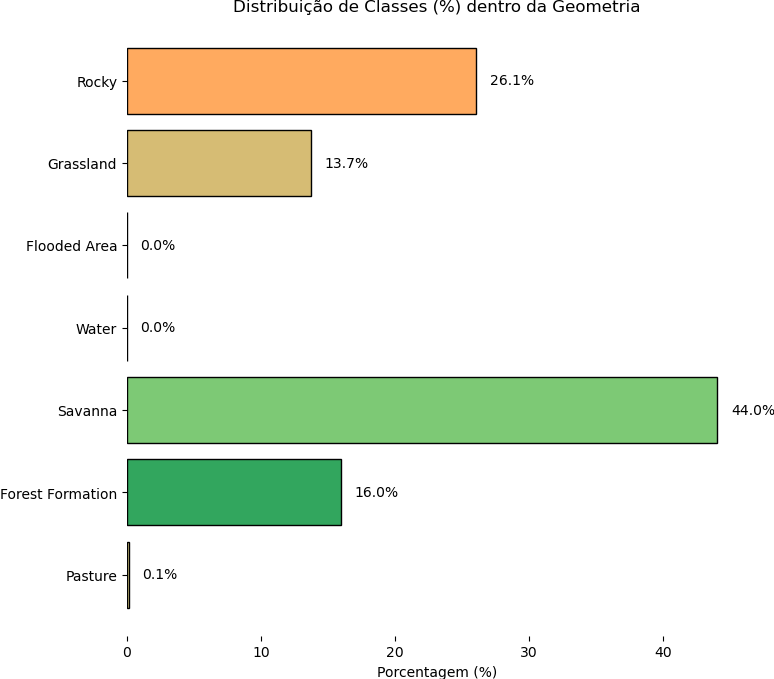 Distribuição de Classes (%) dentro da Geometria
Rocky
26.1%
Grassland
13.7%
Flooded Area
0.0%
Water
0.0%
Savanna
44.0%
Forest Formation
16.0%
Pasture
0.1%
0 10 20 30 40
Porcentagem (%)